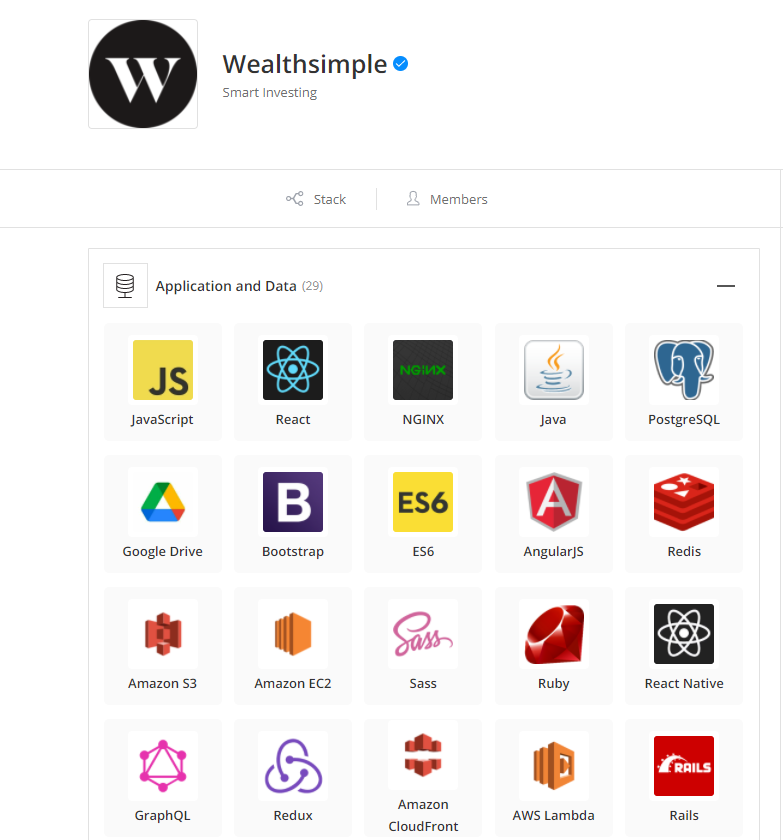 W
Wealthsimple
Smart Investing
Stack Members
Application and Data (29)
JS
NGINX
JavaScript React NGINX Java PostgreSQL
B ES6 A
Google Drive Bootstrap ES6 AngularJS Redis
Sass
Amazon S3 Amazon EC2 Sass Ruby React Native
RAILS
GraphQL Redux Amazon CloudFront AWS Lambda Rails